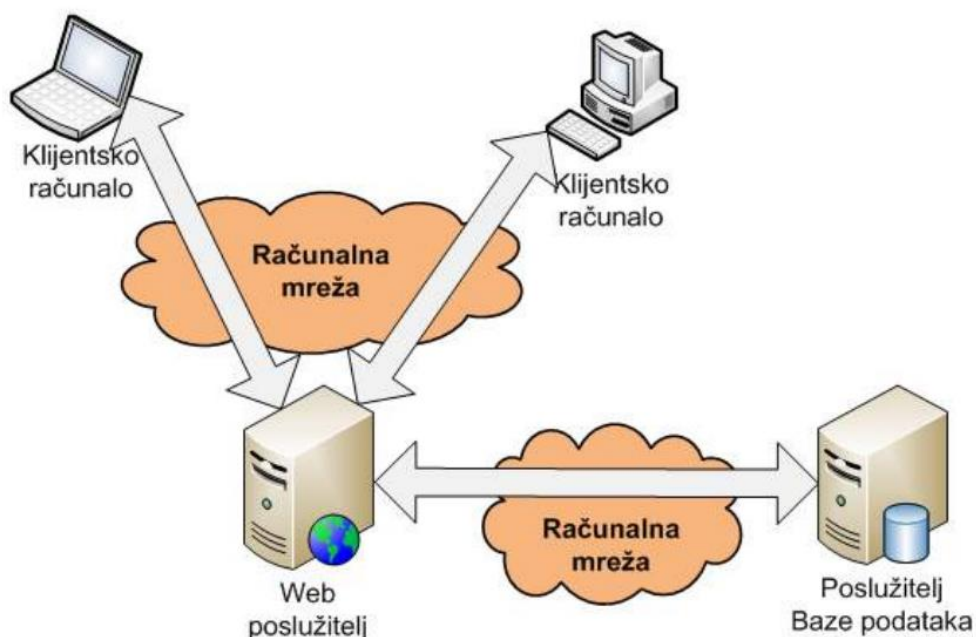 Klijentsko
računalo
Klijentsko
računalo
Računalna
mreža
Računalna
mreža
Web
poslužitelj
Poslužitelj
Baze podataka